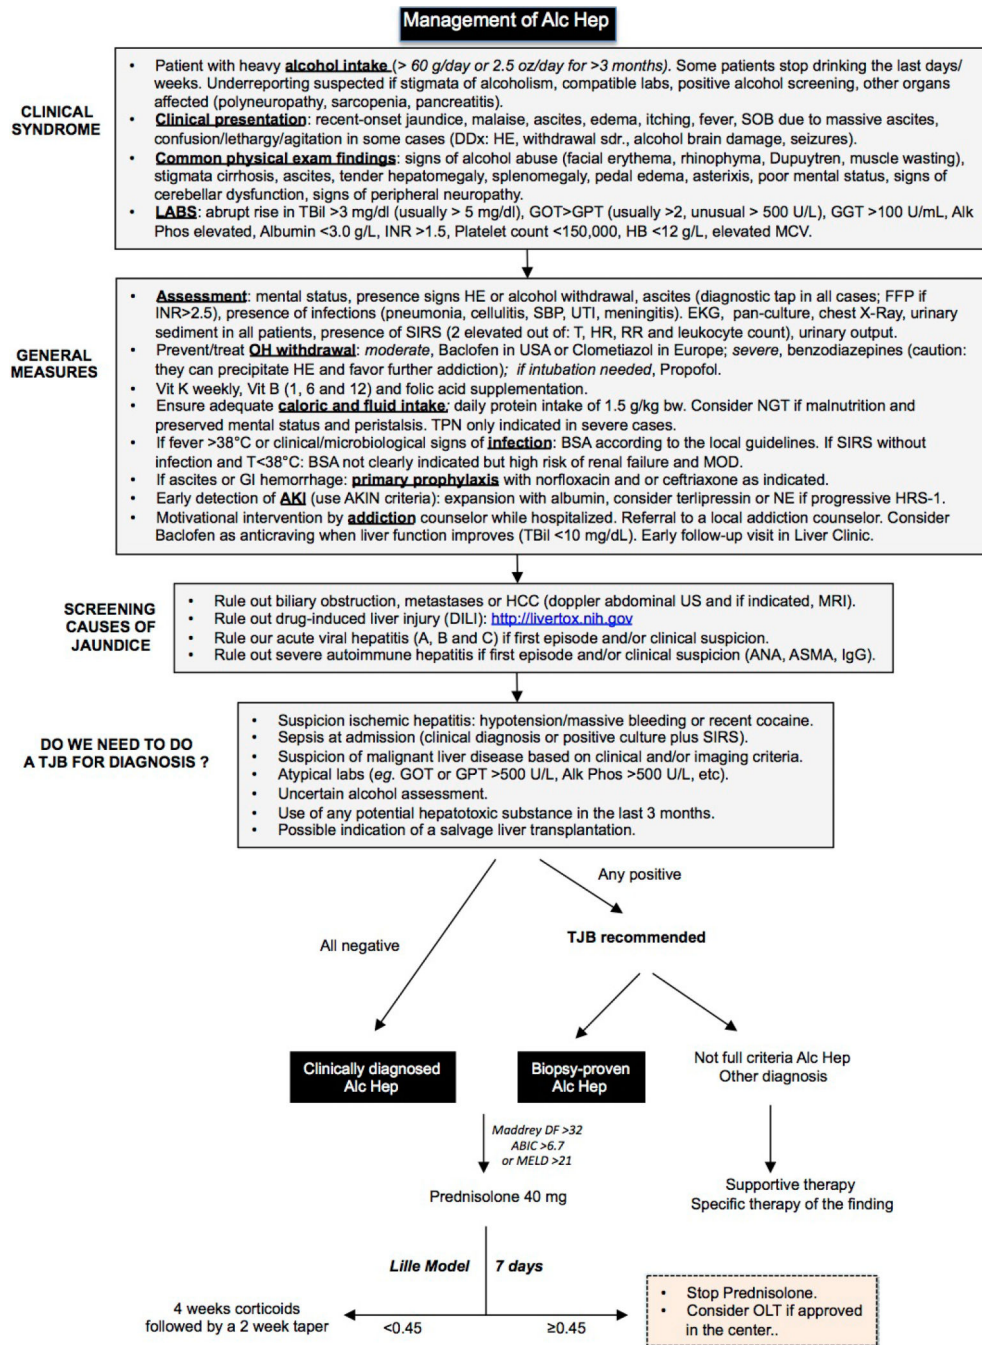 Management of Alc Hep
CLINICAL
SYNDROME
• Patient with heavy alcohol intake (> 60 g/day or 2.5 oz/day for >3 months). Some patients stop drinking the last days/
weeks. Underreporting suspected if stigmata of alcoholism, compatible labs, positive alcohol screening, other organs
affected (polyneuropathy, sarcopenia, pancreatitis).
• Clinical presentation: recent-onset jaundice, malaise, ascites, edema, itching, fever, SOB due to massive ascites,
confusion/lethargy/agitation in some cases (DDx: HE, withdrawal sdr., alcohol brain damage, seizures).
• Common physical exam findings: signs of alcohol abuse (facial erythema, rhinophyma, Dupuytren, muscle wasting),
stigmata cirrhosis, ascites, tender hepatomegaly, splenomegaly, pedal edema, asterixis, poor mental status, signs of
cerebellar dysfunction, signs of peripheral neuropathy.
• LABS: abrupt rise in TBil >3 mg/dl (usually > 5 mg/dl), GOT>GPT (usually >2, unusual > 500 U/L), GGT >100 U/mL, Alk
Phos elevated, Albumin <3.0 g/L, INR >1.5, Platelet count <150,000, HB <12 g/L, elevated MCV.
GENERAL
MEASURES
• Assessment: mental status, presence signs HE or alcohol withdrawal, ascites (diagnostic tap in all cases; FFP if
INR>2.5), presence of infections (pneumonia, cellulitis, SBP, UTI, meningitis). EKG, pan-culture, chest X-Ray, urinary
sediment in all patients, presence of SIRS (2 elevated out of: T, HR, RR and leukocyte count), urinary output.
• Prevent/treat OH withdrawal: moderate, Baclofen in USA or Clometiazol in Europe; severe, benzodiazepines (caution:
they can precipitate HE and favor further addiction); if intubation needed, Propofol.
• Vit K weekly, Vit B (1, 6 and 12) and folic acid supplementation.
• Ensure adequate caloric and fluid intake; daily protein intake of 1.5 g/kg bw. Consider NGT if malnutrition and
preserved mental status and peristalsis. TPN only indicated in severe cases.
• If fever >38°C or clinical/microbiological signs of infection: BSA according to the local guidelines. If SIRS without
infection and T<38°C: BSA not clearly indicated but high risk of renal failure and MOD.
• If ascites or GI hemorrhage: primary prophylaxis with norfloxacin and or ceftriaxone as indicated.
• Early detection of AKI (use AKIN criteria): expansion with albumin, consider terlipressin or NE if progressive HRS-1.
• Motivational intervention by addiction counselor while hospitalized. Referral to a local addiction counselor. Consider
Baclofen as anticraving when liver function improves (TBil <10 mg/dL). Early follow-up visit in Liver Clinic.
SCREENING
CAUSES OF
JAUNDICE
• Rule out biliary obstruction, metastases or HCC (doppler abdominal US and if indicated, MRI).
• Rule out drug-induced liver injury (DILI): http://livertox.nih.gov
• Rule our acute viral hepatitis (A, B and C) if first episode and/or clinical suspicion.
• Rule out severe autoimmune hepatitis if first episode and/or clinical suspicion (ANA, ASMA, IgG).
DO WE NEED TO DO
A TJB FOR DIAGNOSIS ?
• Suspicion ischemic hepatitis: hypotension/massive bleeding or recent cocaine.
• Sepsis at admission (clinical diagnosis or positive culture plus SIRS).
• Suspicion of malignant liver disease based on clinical and/or imaging criteria.
• Atypical labs (eg. GOT or GPT >500 U/L, Alk Phos >500 U/L, etc).
• Uncertain alcohol assessment.
• Use of any potential hepatotoxic substance in the last 3 months.
• Possible indication of a salvage liver transplantation.
Any positive
All negative
TJB recommended
Clinically diagnosed
Alc Hep
Biopsy-proven
Alc Hep
Not full criteria Alc Hep
Other diagnosis
Maddrey DF >32
ABIC >6.7
or MELD >21
Prednisolone 40 mg
Supportive therapy
Specific therapy of the finding
Lille Model 7 days
4 weeks corticoids
followed by a 2 week taper
<0.45
≥0.45
• Stop Prednisolone.
• Consider OLT if approved
in the center..